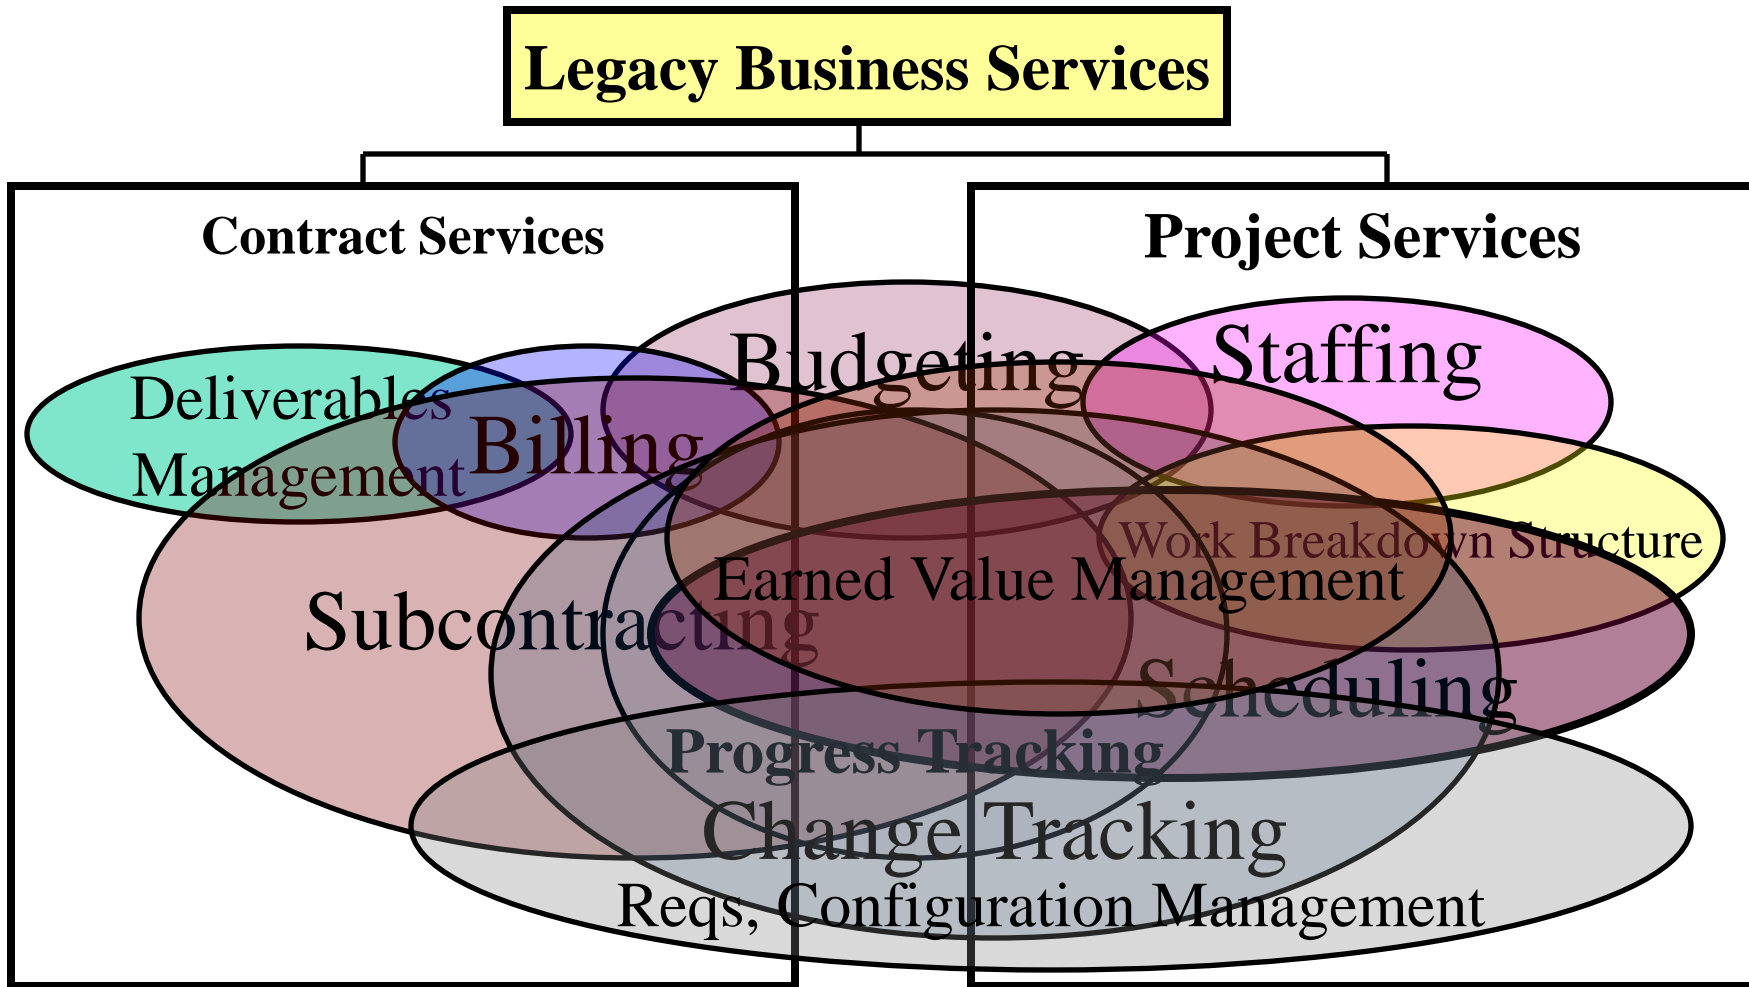 Legacy Business Services
Contract Services
Project Services
Budgeting
Staffing
Deliverables
Management
Billing
Work Breakdown Structure
Earned Value Management
Subcontracting
Scheduling
Progress Tracking
Change Tracking
Reqs, Configuration Management